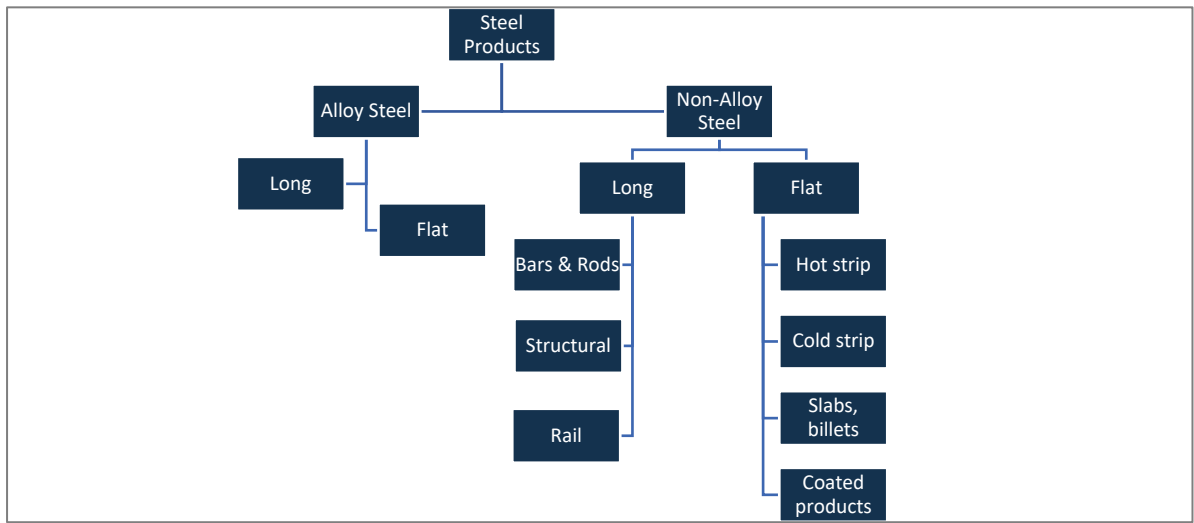 Steel
Products
Alloy Steel
Non-Alloy
Steel
Long
Flat
Long
Flat
Bars & Rods
Structural
Rail
Hot strip
Cold strip
Slabs,
billets
Coated
products